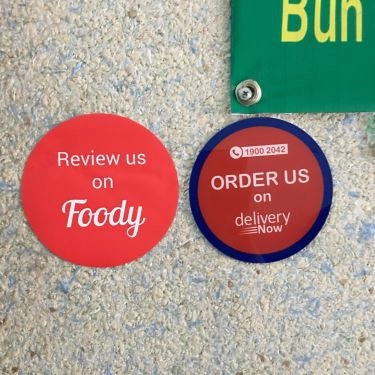 Bun
Review us
on
Foody
1900 2042
ORDER US
on
delivery
Now